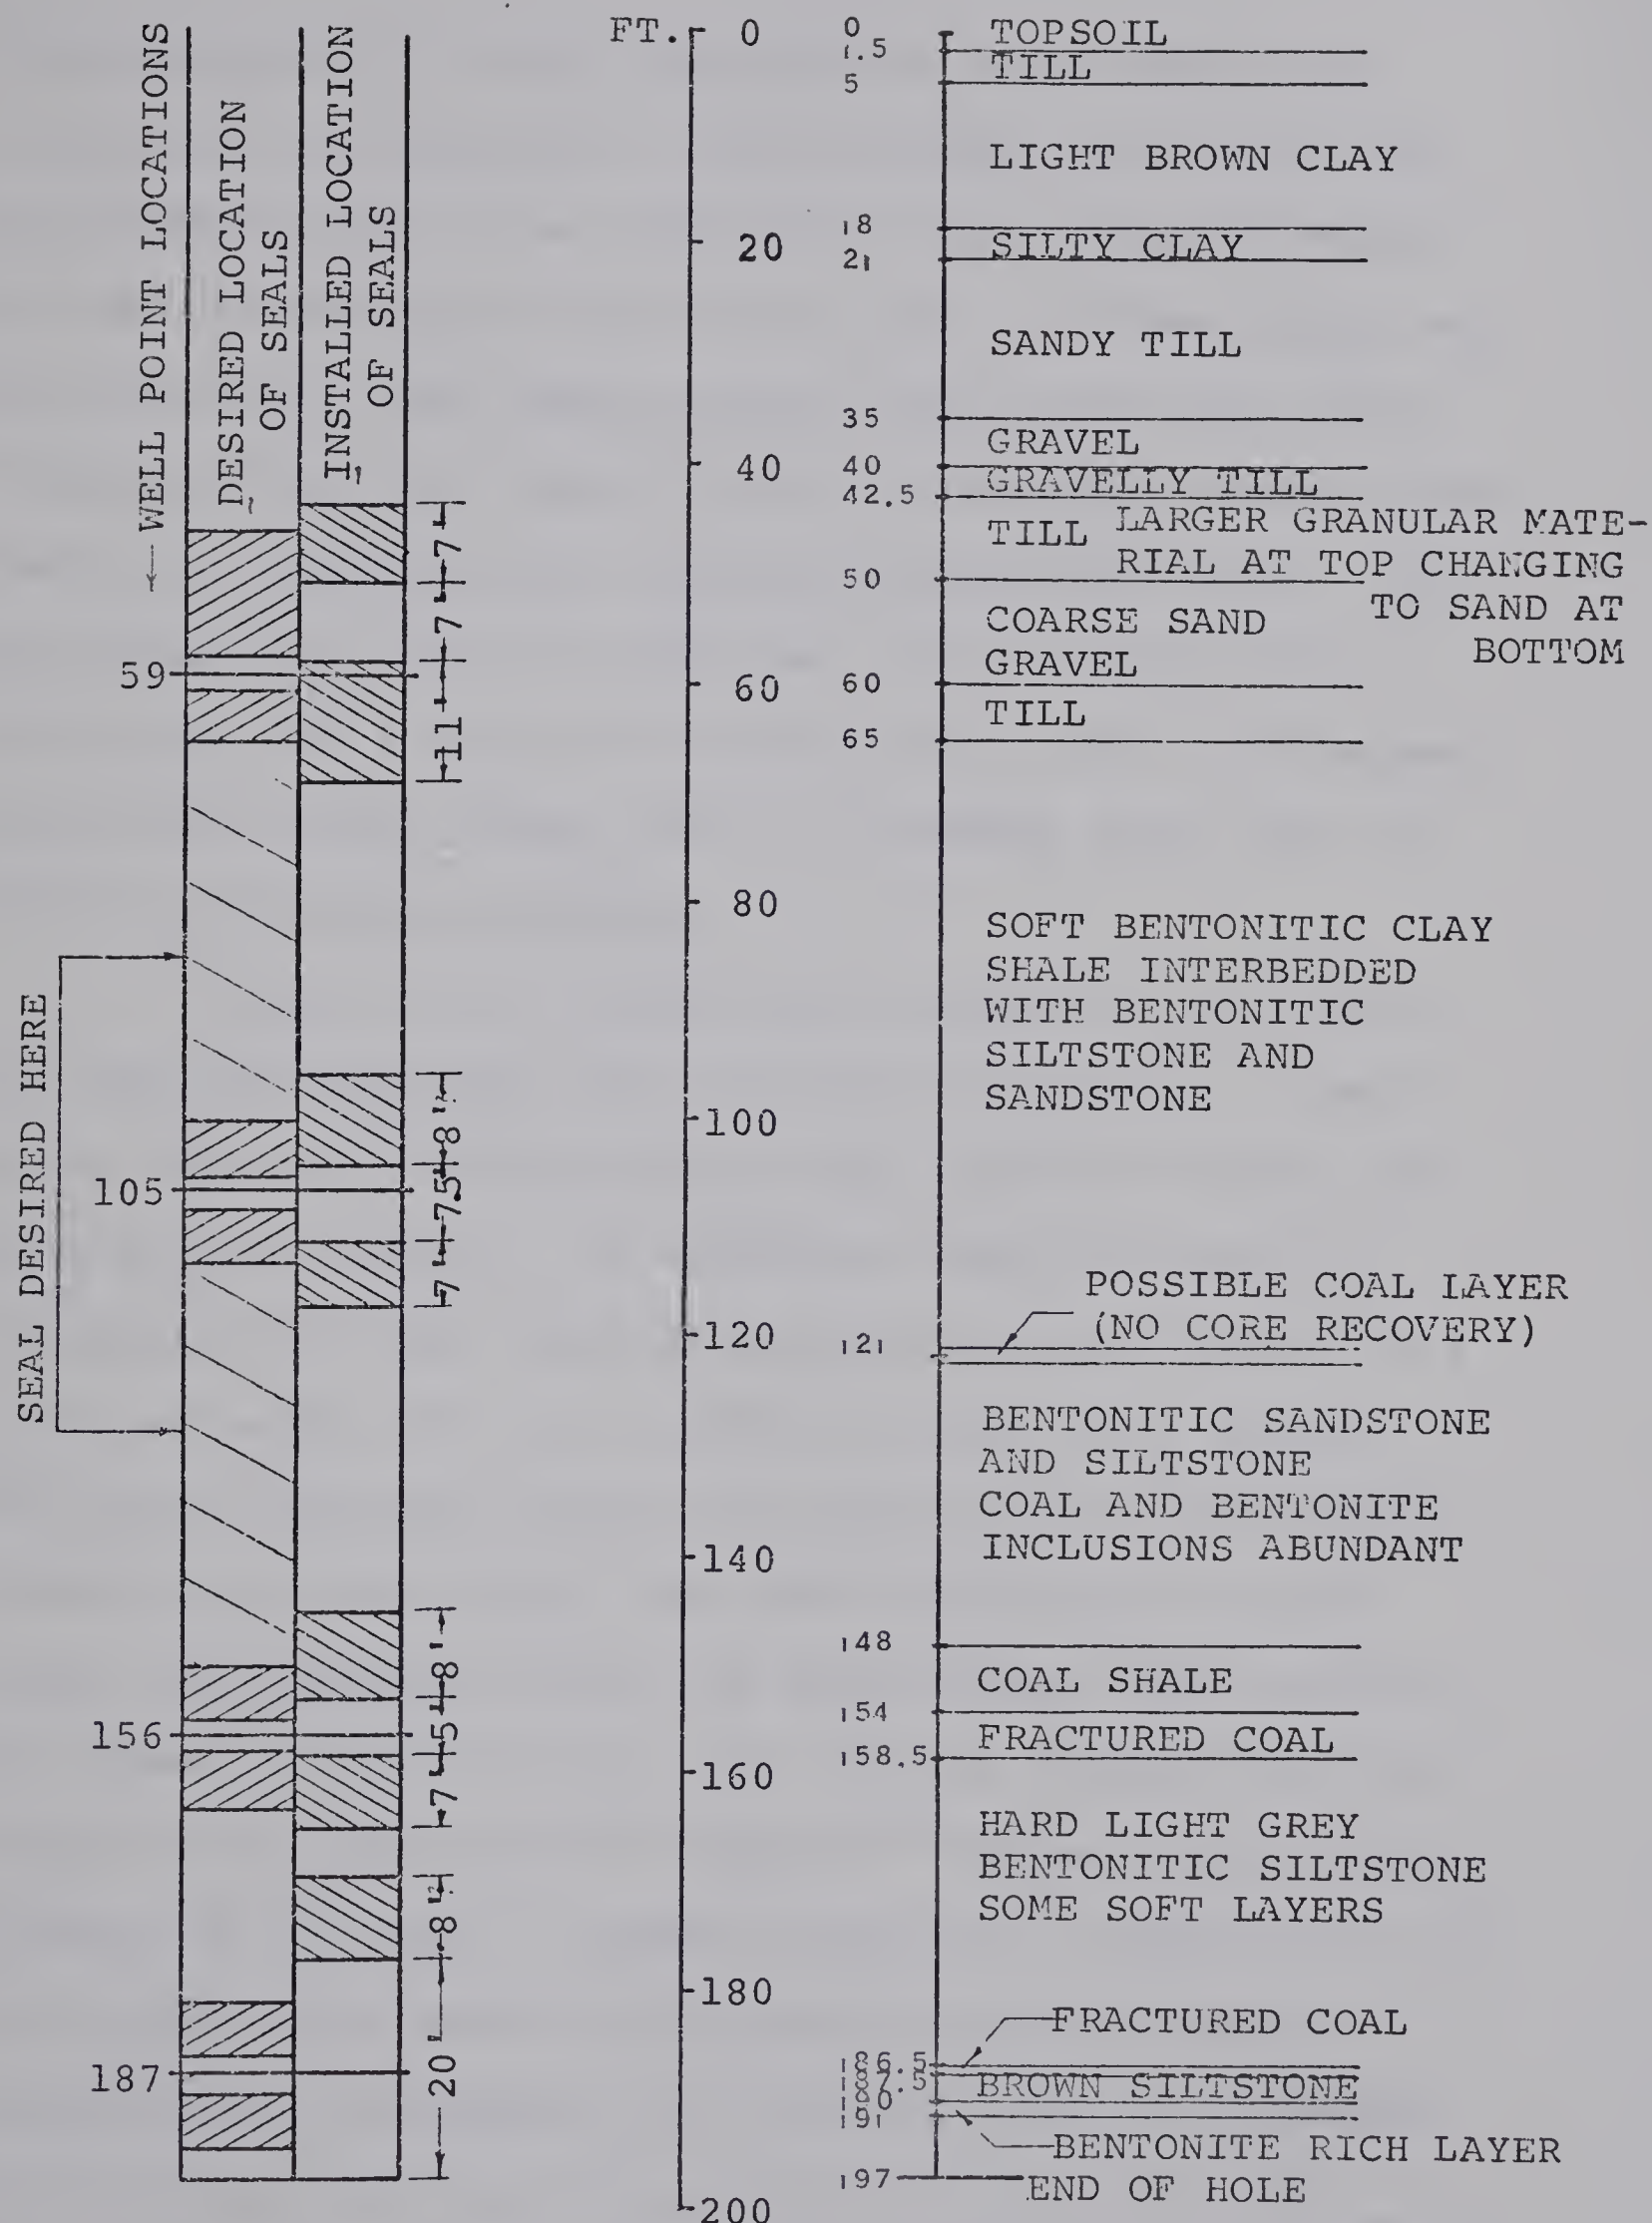 WELL POINT LOCATIONS
DESIRED LOCATION
OF SEALS
INSTALLED LOCATION
OF SEALS
SEAL DESIRED HERE
59
105
156
187
7'
7'
11'
8'
7.5'
7'
8'
5'
7'
8'
20'
FT.
0
20
40
60
80
100
120
140
160
180
200
0
1.5
5
18
21
35
40
42.5
50
60
65
121
148
154
158.5
186.5
187.5
191
197
TOPSOIL
TILL
LIGHT BROWN CLAY
SILTY CLAY
SANDY TILL
GRAVEL
GRAVELLY TILL
TILL
LARGER GRANULAR MATE-
RIAL AT TOP CHANGING
TO SAND AT
BOTTOM
COARSE SAND
GRAVEL
TILL
SOFT BENTONITIC CLAY
SHALE INTERBEDDED
WITH BENTONITIC
SILTSTONE AND
SANDSTONE
POSSIBLE COAL LAYER
(NO CORE RECOVERY)
BENTONITIC SANDSTONE
AND SILTSTONE
COAL AND BENTONITE
INCLUSIONS ABUNDANT
COAL SHALE
FRACTURED COAL
HARD LIGHT GREY
BENTONITIC SILTSTONE
SOME SOFT LAYERS
FRACTURED COAL
BROWN SILTSTONE
BENTONITE RICH LAYER
END OF HOLE